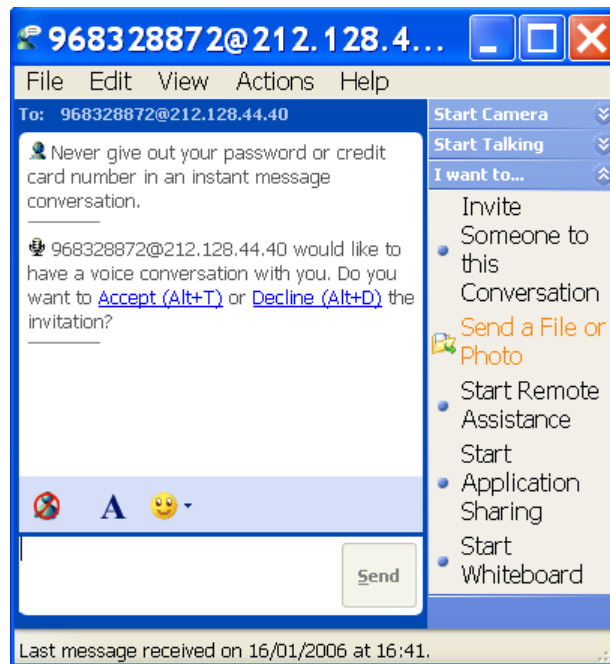 968328872@212.128.4...
File Edit View Actions Help
To: 968328872@212.128.44.40
Never give out your password or credit
card number in an instant message
conversation.
968328872@212.128.44.40 would like to
have a voice conversation with you. Do you
want to Accept (Alt+T) or Decline (Alt+D) the
invitation?
A
Send
Start Camera
Start Talking
I want to...
Invite
Someone to
this
Conversation
Send a File or
Photo
Start Remote
Assistance
Start
Application
Sharing
Start
Whiteboard
Last message received on 16/01/2006 at 16:41.